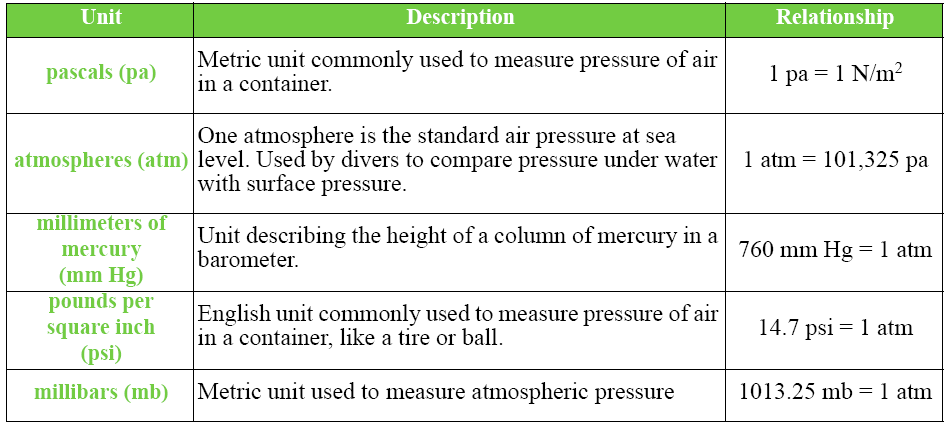 Unit Description Relationship
pascals (pa)
Metric unit commonly used to measure pressure of air
in a container.
1 pa = 1 N/m²
atmospheres (atm)
One atmosphere is the standard air pressure at sea
level. Used by divers to compare pressure under water
with surface pressure.
1 atm = 101,325 pa
millimeters of
mercury
(mm Hg)
Unit describing the height of a column of mercury in a
barometer.
760 mm Hg = 1 atm
pounds per
square inch
(psi)
English unit commonly used to measure pressure of air
in a container, like a tire or ball.
14.7 psi = 1 atm
millibars (mb)
Metric unit used to measure atmospheric pressure
1013.25 mb = 1 atm